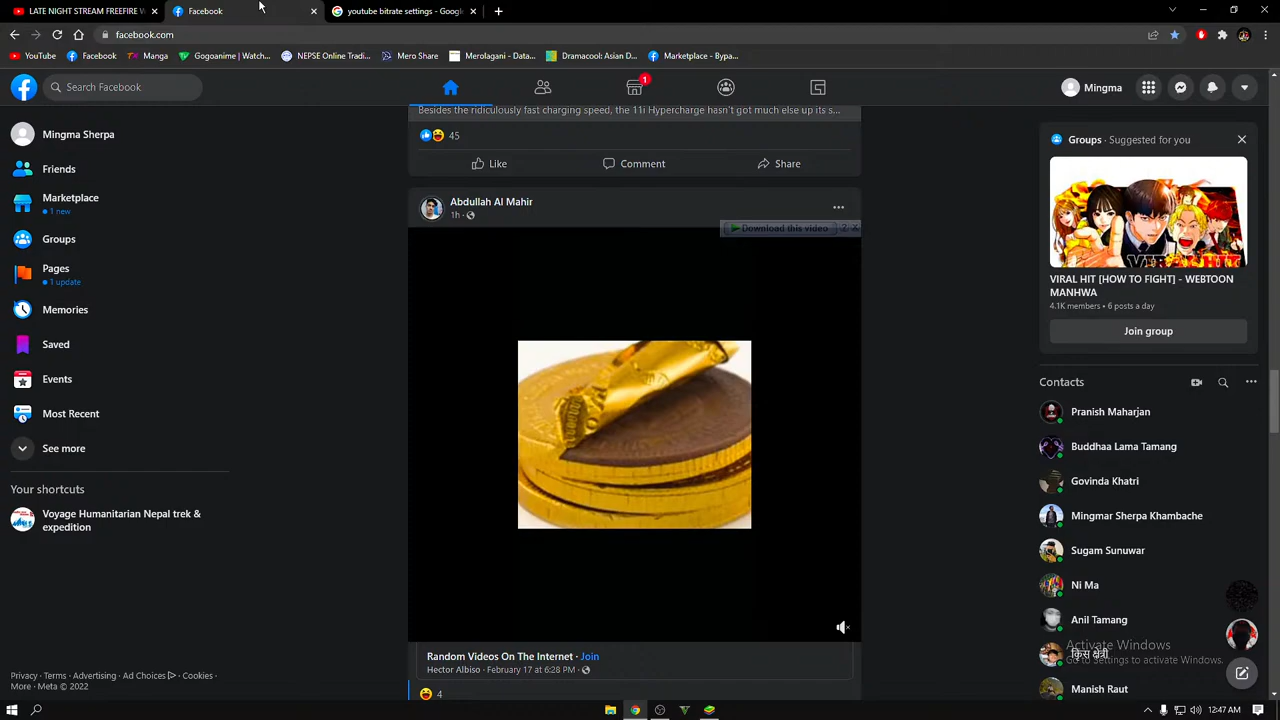 LATE NIGHT STREAM FREEFIRE W
Facebook
youtube bitrate settings - Googl
facebook.com
YouTube
Facebook
Manga
Gogoanime | Watch...
NEPSE Online Tradi...
Mero Share
Merolagani - Data...
Dramacool: Asian D...
Marketplace - Bypa...
Search Facebook
1
Mingma
Besides the ridiculously fast charging speed, the 11i Hypercharge hasn't got much else up its s...
45
Like
Comment
Share
Mingma Sherpa
Friends
Marketplace
1 new
Groups
Pages
1 update
Memories
Saved
Events
Most Recent
See more
Your shortcuts
Voyage Humanitarian Nepal trek &
expedition
Privacy · Terms · Advertising · Ad Choices · Cookies ·
More · Meta © 2022
Abdullah Al Mahir
1h ·
Download this video ? X
Random Videos On The Internet · Join
Hector Albiso · February 17 at 6:28 PM ·
4
Groups · Suggested for you
VIRAL HIT
VIRAL HIT [HOW TO FIGHT] - WEBTOON
MANHWA
4.1K members • 6 posts a day
Join group
Contacts
Pranish Maharjan
Buddhaa Lama Tamang
Govinda Khatri
Mingmar Sherpa Khambache
Sugam Sunuwar
Ni Ma
Anil Tamang
Activate Windows
Go to Settings to activate Windows.
Manish Raut
12:47 AM